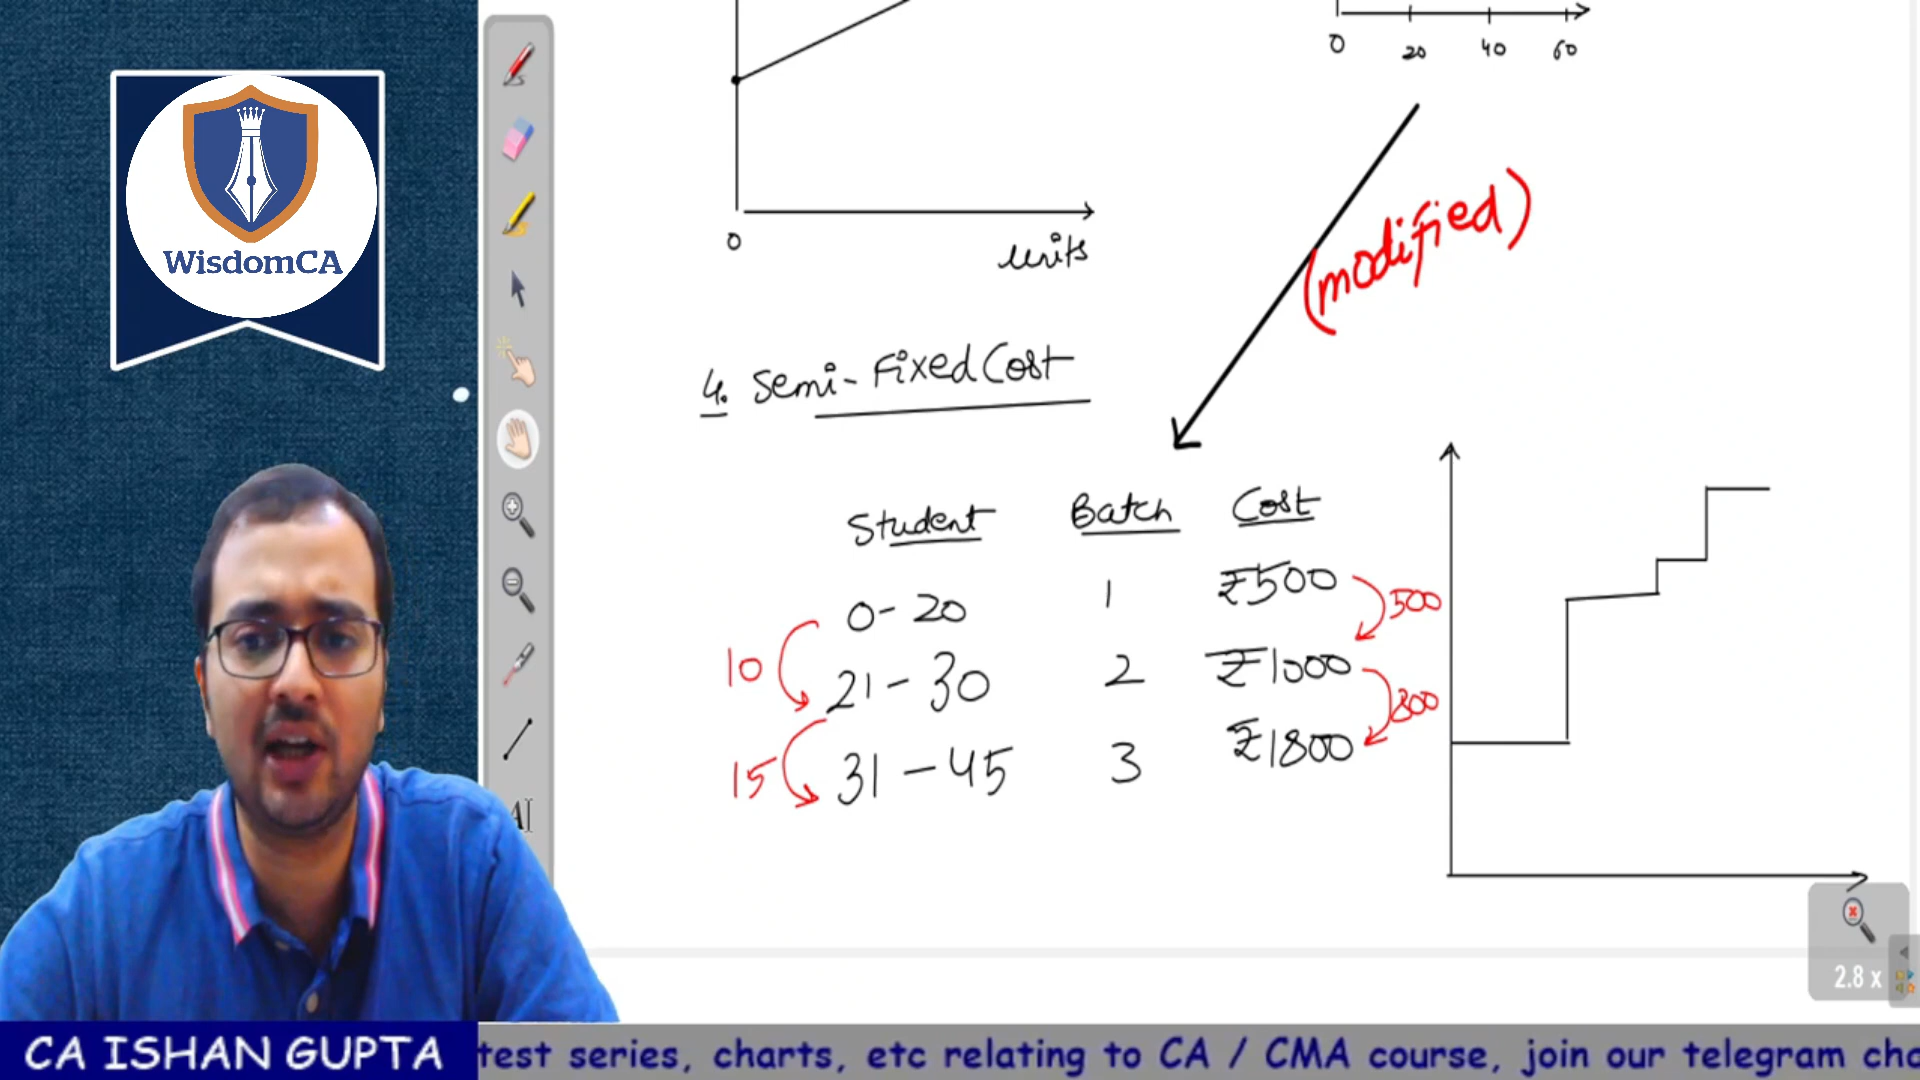 WisdomCA
0 20 40 60
0
units
(modified)
4. Semi-Fixed Cost
Student Batch Cost
0-20 1 ₹500
500
10
21-30 2 ₹1000
800
15
31-45 3 ₹1800
AI
2.8 x
CA ISHAN GUPTA
test series, charts, etc relating to CA / CMA course, join our telegram cha